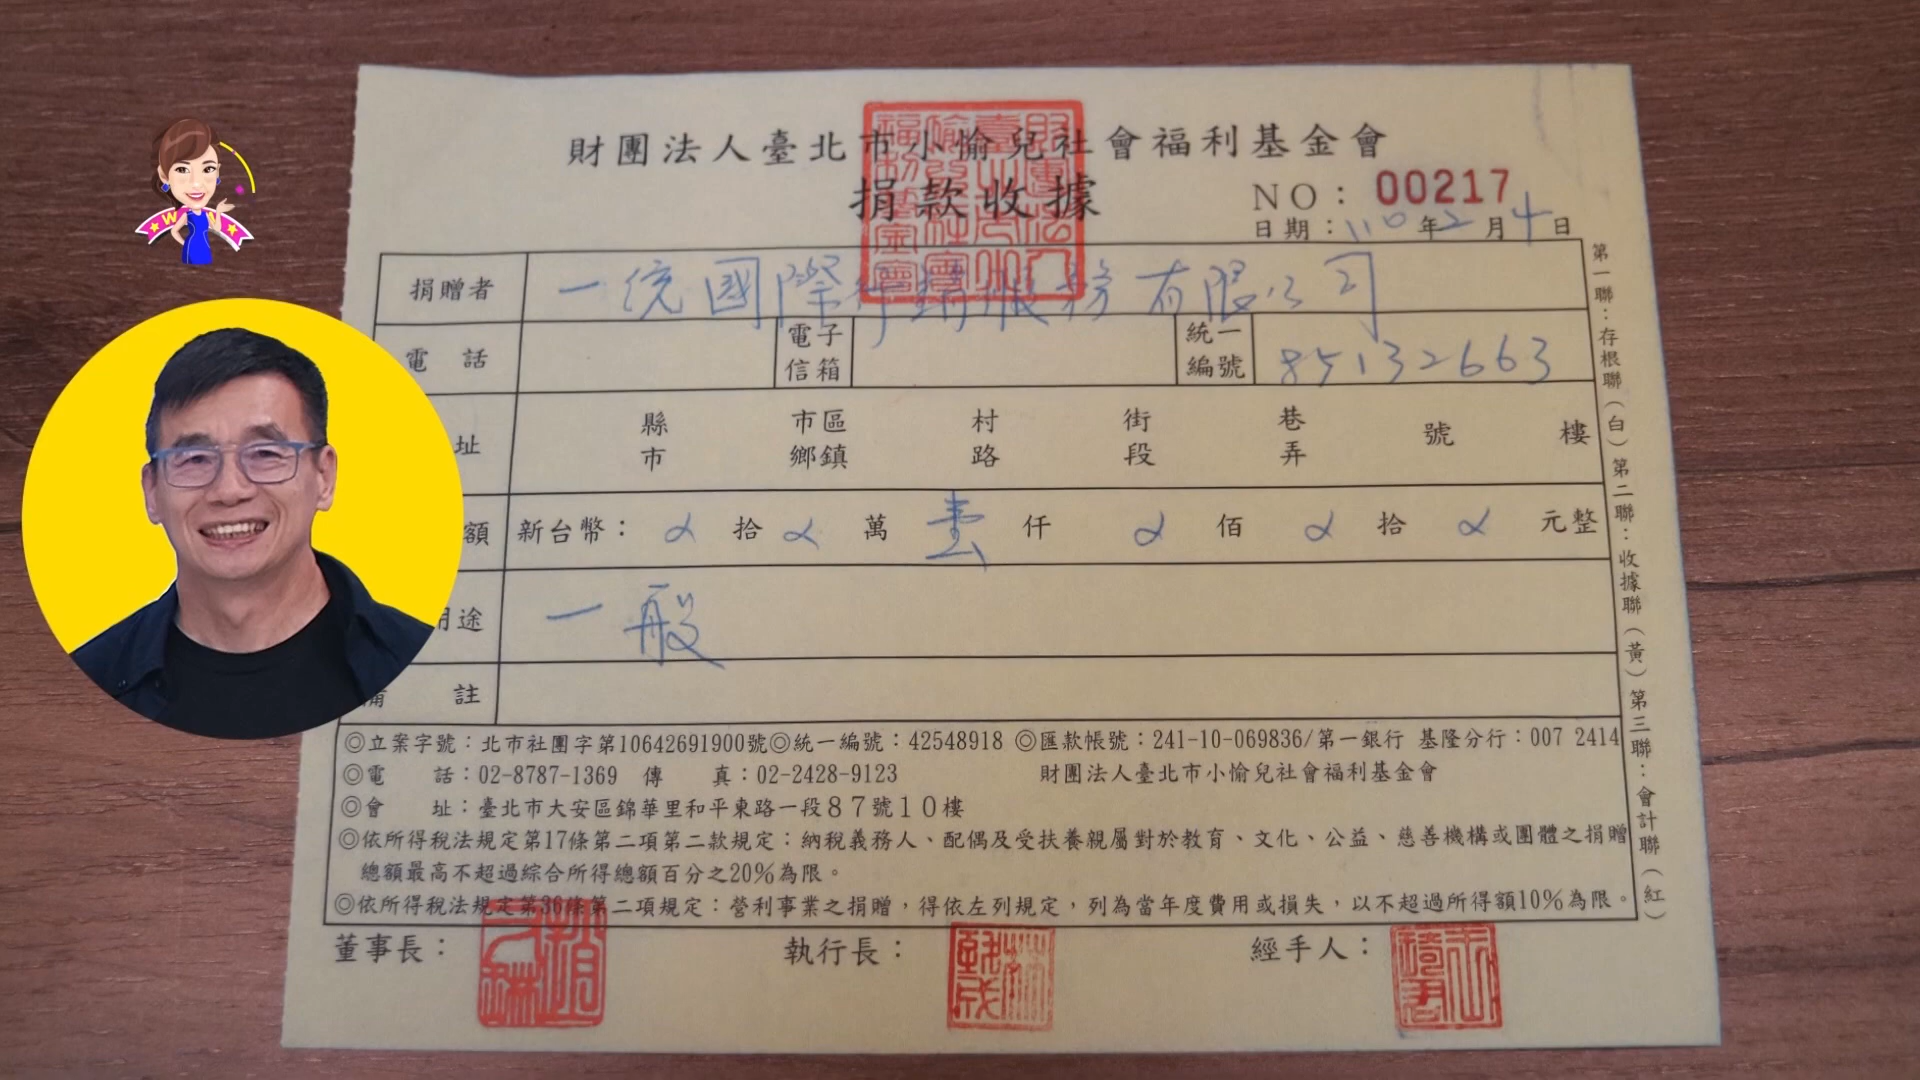 財團法人臺北市小愉兒社會福利基金會
捐款收據
NO：00217
日期：110年2月4日
捐贈者 一統國際行銷服務有限公司
電話 電子信箱 統一編號 85132663
址 縣市 市區鄉鎮 村路 街段 巷弄 號 樓
額 新台幣： 拾 萬 壹 仟 佰 拾 元整
用途 一般
備註
◎立案字號：北市社團字第10642691900號◎統一編號：42548918 ◎匯款帳號：241-10-069836/第一銀行 基隆分行：007 2414
◎電 話：02-8787-1369 傳 真：02-2428-9123 財團法人臺北市小愉兒社會福利基金會
◎會 址：臺北市大安區錦華里和平東路一段87號10樓
◎依所得稅法規定第17條第二項第二款規定：納稅義務人、配偶及受扶養親屬對於教育、文化、公益、慈善機構或團體之捐贈
總額最高不超過綜合所得總額百分之20%為限。
◎依所得稅法規定第36條第二項規定：營利事業之捐贈，得依左列規定，列為當年度費用或損失，以不超過所得額10%為限。
董事長： 執行長： 經手人：
第一聯：存根聯（白）第二聯：收據聯（黃）第三聯：會計聯（紅）